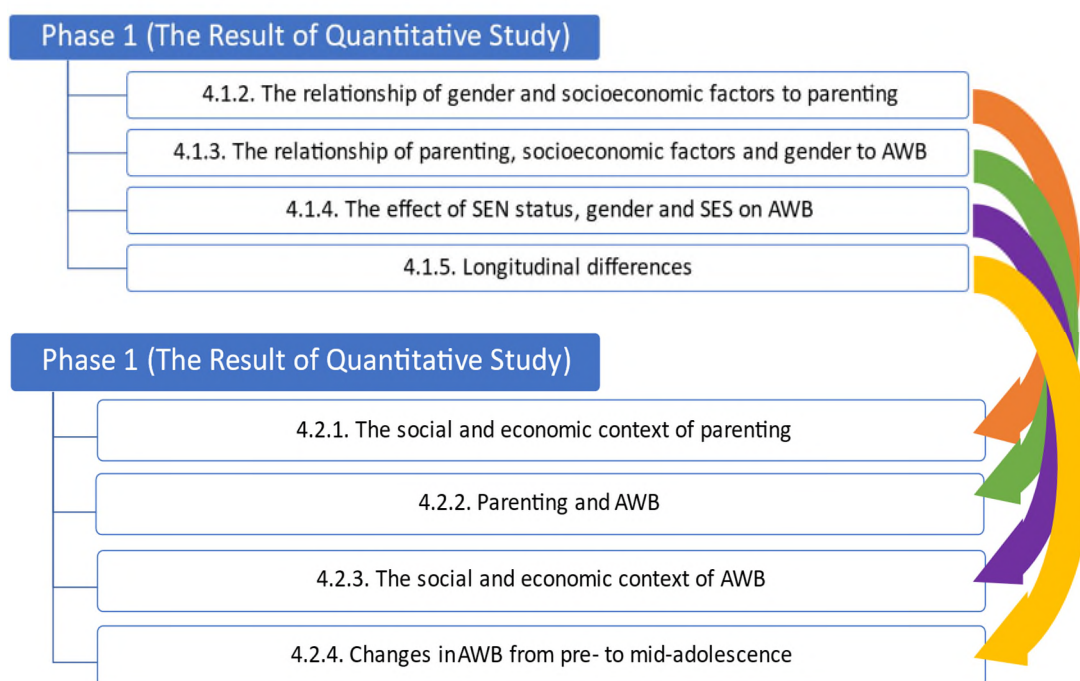 Phase 1 (The Result of Quantitative Study)
4.1.2. The relationship of gender and socioeconomic factors to parenting
4.1.3. The relationship of parenting, socioeconomic factors and gender to AWB
4.1.4. The effect of SEN status, gender and SES on AWB
4.1.5. Longitudinal differences
Phase 1 (The Result of Quantitative Study)
4.2.1. The social and economic context of parenting
4.2.2. Parenting and AWB
4.2.3. The social and economic context of AWB
4.2.4. Changes in AWB from pre- to mid-adolescence